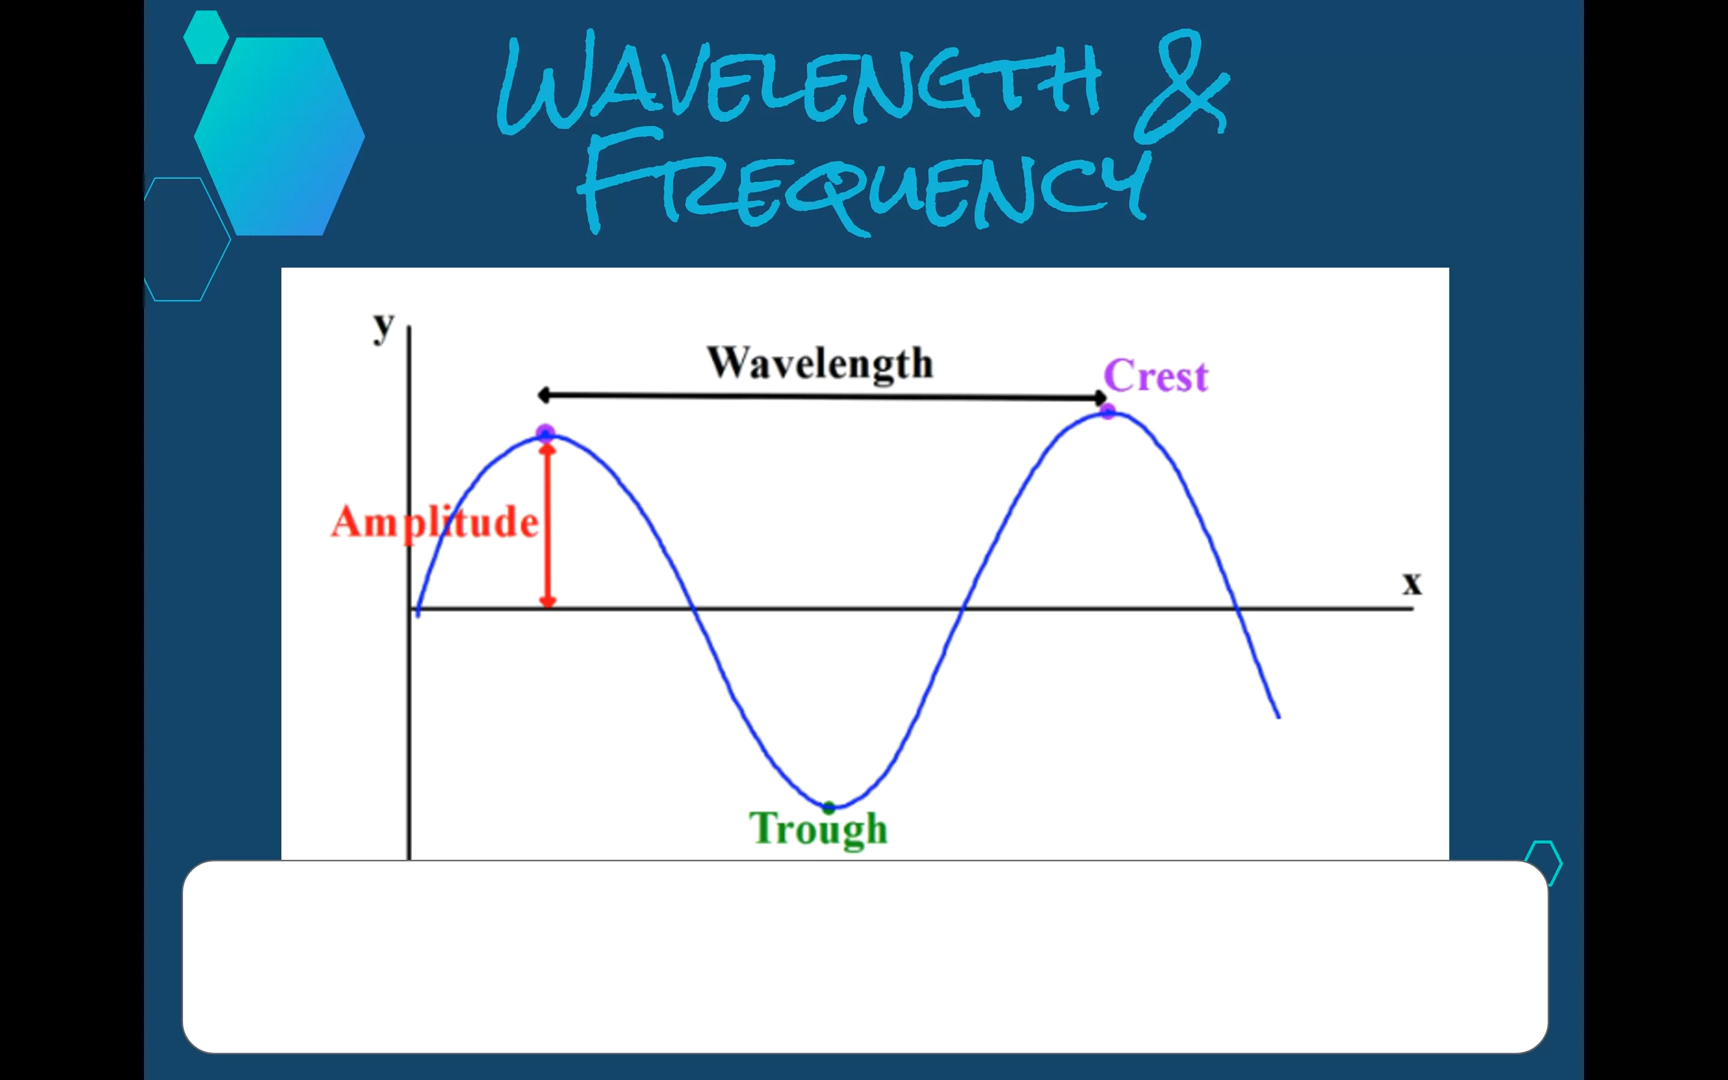 WAVELENGTH &
FREQUENCY
y
Wavelength
Crest
Amplitude
x
Trough